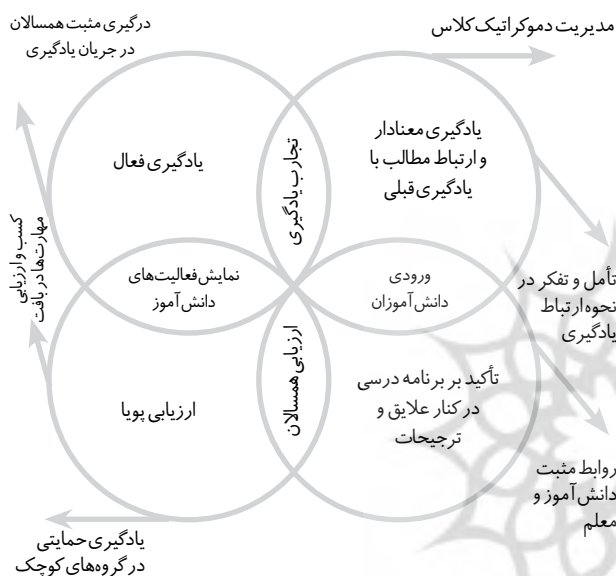 مدیریت دموکراتیک کلاس
درگیری مثبت همسالان
در جریان یادگیری
یادگیری معنادار
و ارتباط مطالب با
یادگیری قبلی
تجارب یادگیری
یادگیری فعال
کسب و ارزیابی
مهارت‌ها در بافت
تأمل و تفکر در
نحوه ارتباط
یادگیری
ورودی
دانش‌آموزان
نمایش فعالیت‌های
دانش‌آموز
تأکید بر برنامه درسی
در کنار علایق و
ترجیحات
ارزیابی همسالان
ارزیابی پویا
روابط مثبت
دانش‌آموز و
معلم
یادگیری حمایتی
در گروه‌های کوچک